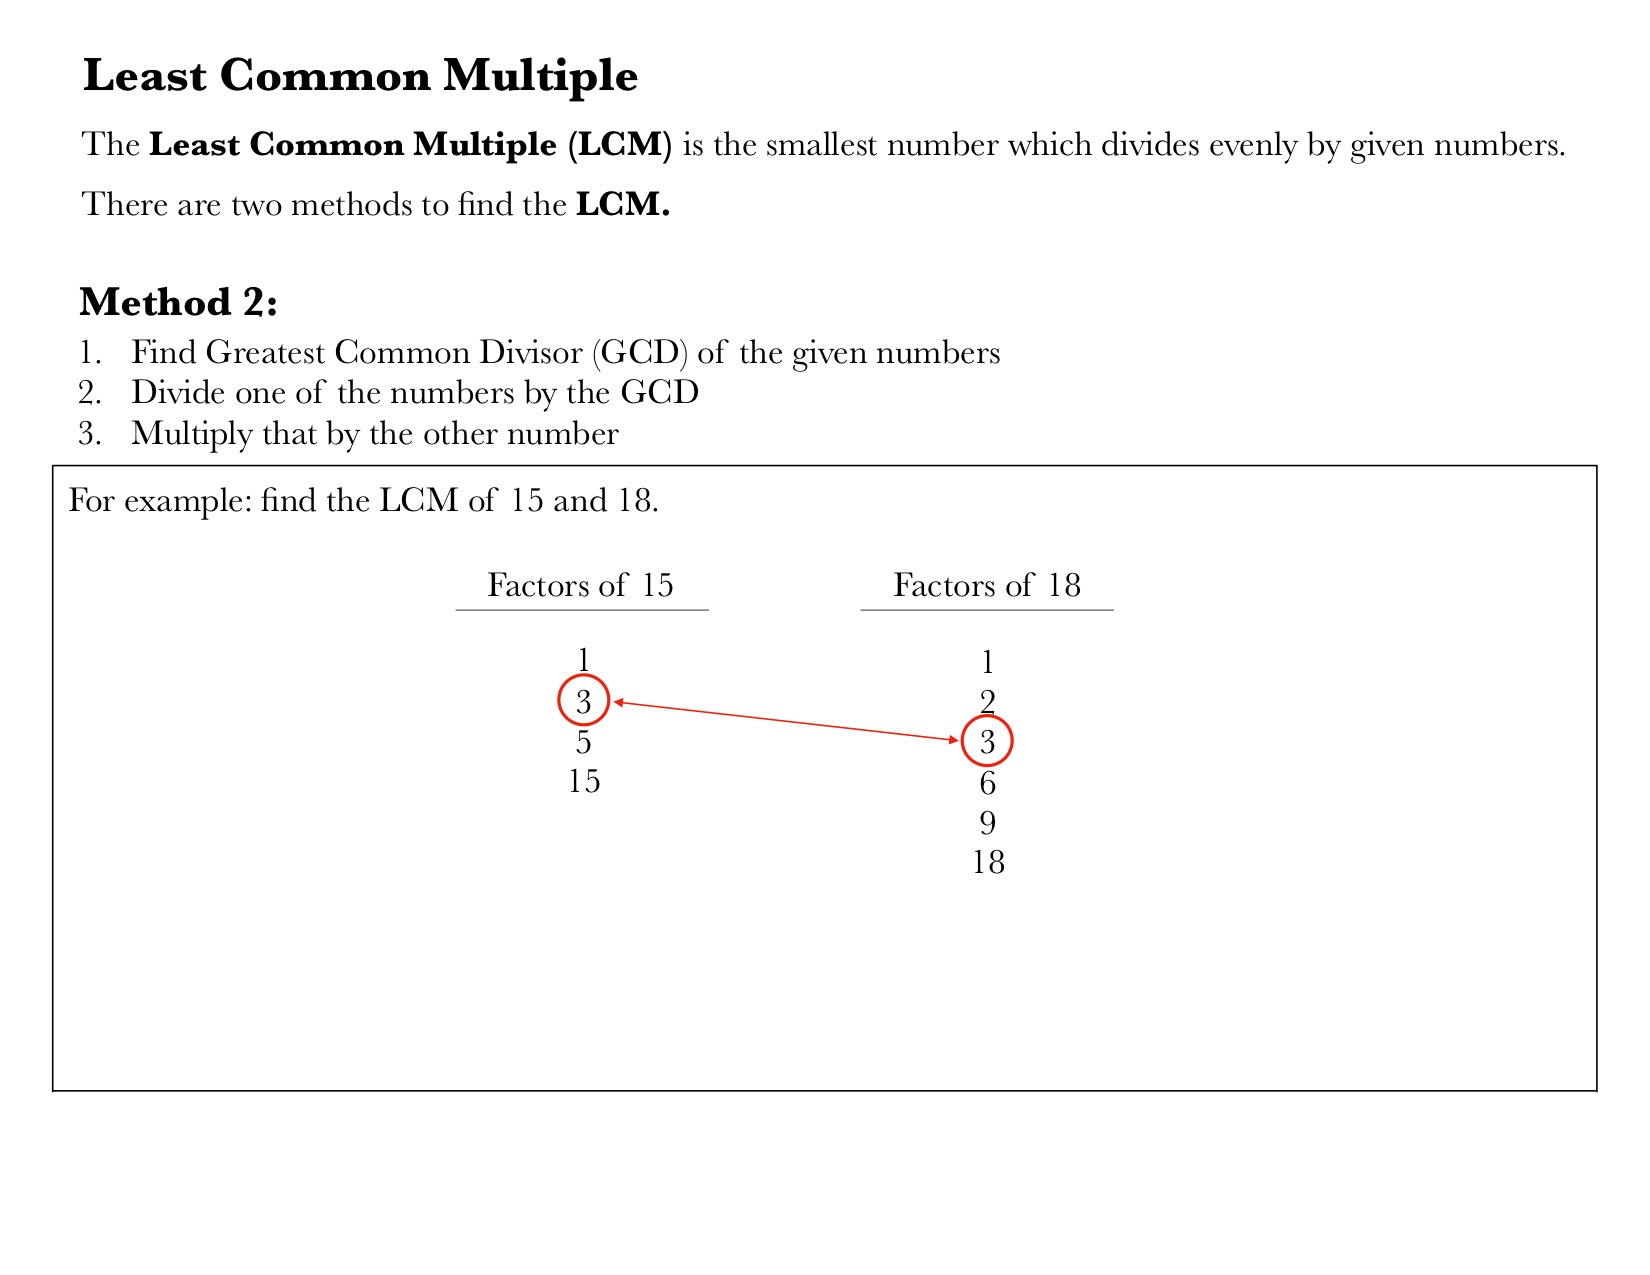 Least Common Multiple
The Least Common Multiple (LCM) is the smallest number which divides evenly by given numbers.
There are two methods to find the LCM.
Method 2:
1. Find Greatest Common Divisor (GCD) of the given numbers
2. Divide one of the numbers by the GCD
3. Multiply that by the other number
For example: find the LCM of 15 and 18.
Factors of 15
1
3
5
15
Factors of 18
1
2
3
6
9
18